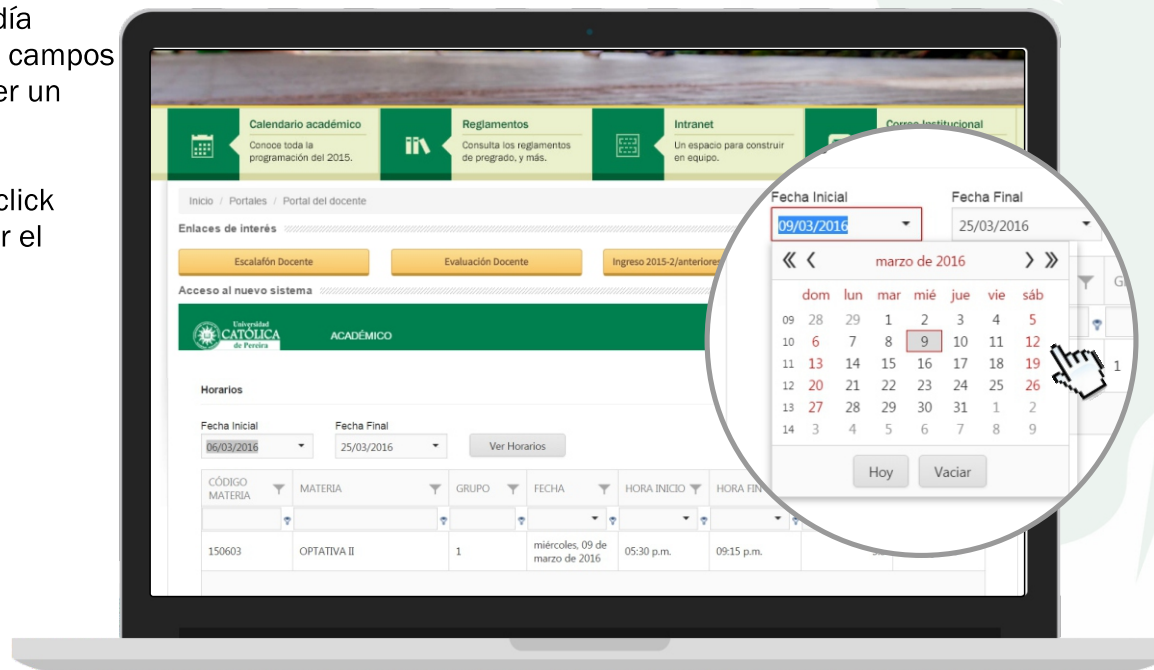 día
campos
er un
click
r el
Calendario académico
Conoce toda la
programación del 2015.
Reglamentos
Consulta los reglamentos
de pregrado, y más.
Intranet
Un espacio para construir
en equipo.
Correo Institucional
Inicio / Portales / Portal del docente
Enlaces de interés
Escalafón Docente
Evaluación Docente
Ingreso 2015-2/anteriores
Acceso al nuevo sistema
Universidad
CATÓLICA
de Pereira
ACADÉMICO
Horarios
Fecha Inicial Fecha Final
06/03/2016 25/03/2016 Ver Horarios
CÓDIGO
MATERIA
MATERIA GRUPO FECHA HORA INICIO HORA FIN
150603 OPTATIVA II 1 miércoles, 09 de
marzo de 2016
05:30 p.m. 09:15 p.m.
Fecha Inicial Fecha Final
09/03/2016 25/03/2016
marzo de 2016
dom lun mar mié jue vie sáb
09 28 29 1 2 3 4 5
10 6 7 8 9 10 11 12
11 13 14 15 16 17 18 19
12 20 21 22 23 24 25 26
13 27 28 29 30 31 1 2
14 3 4 5 6 7 8 9
Hoy Vaciar
1